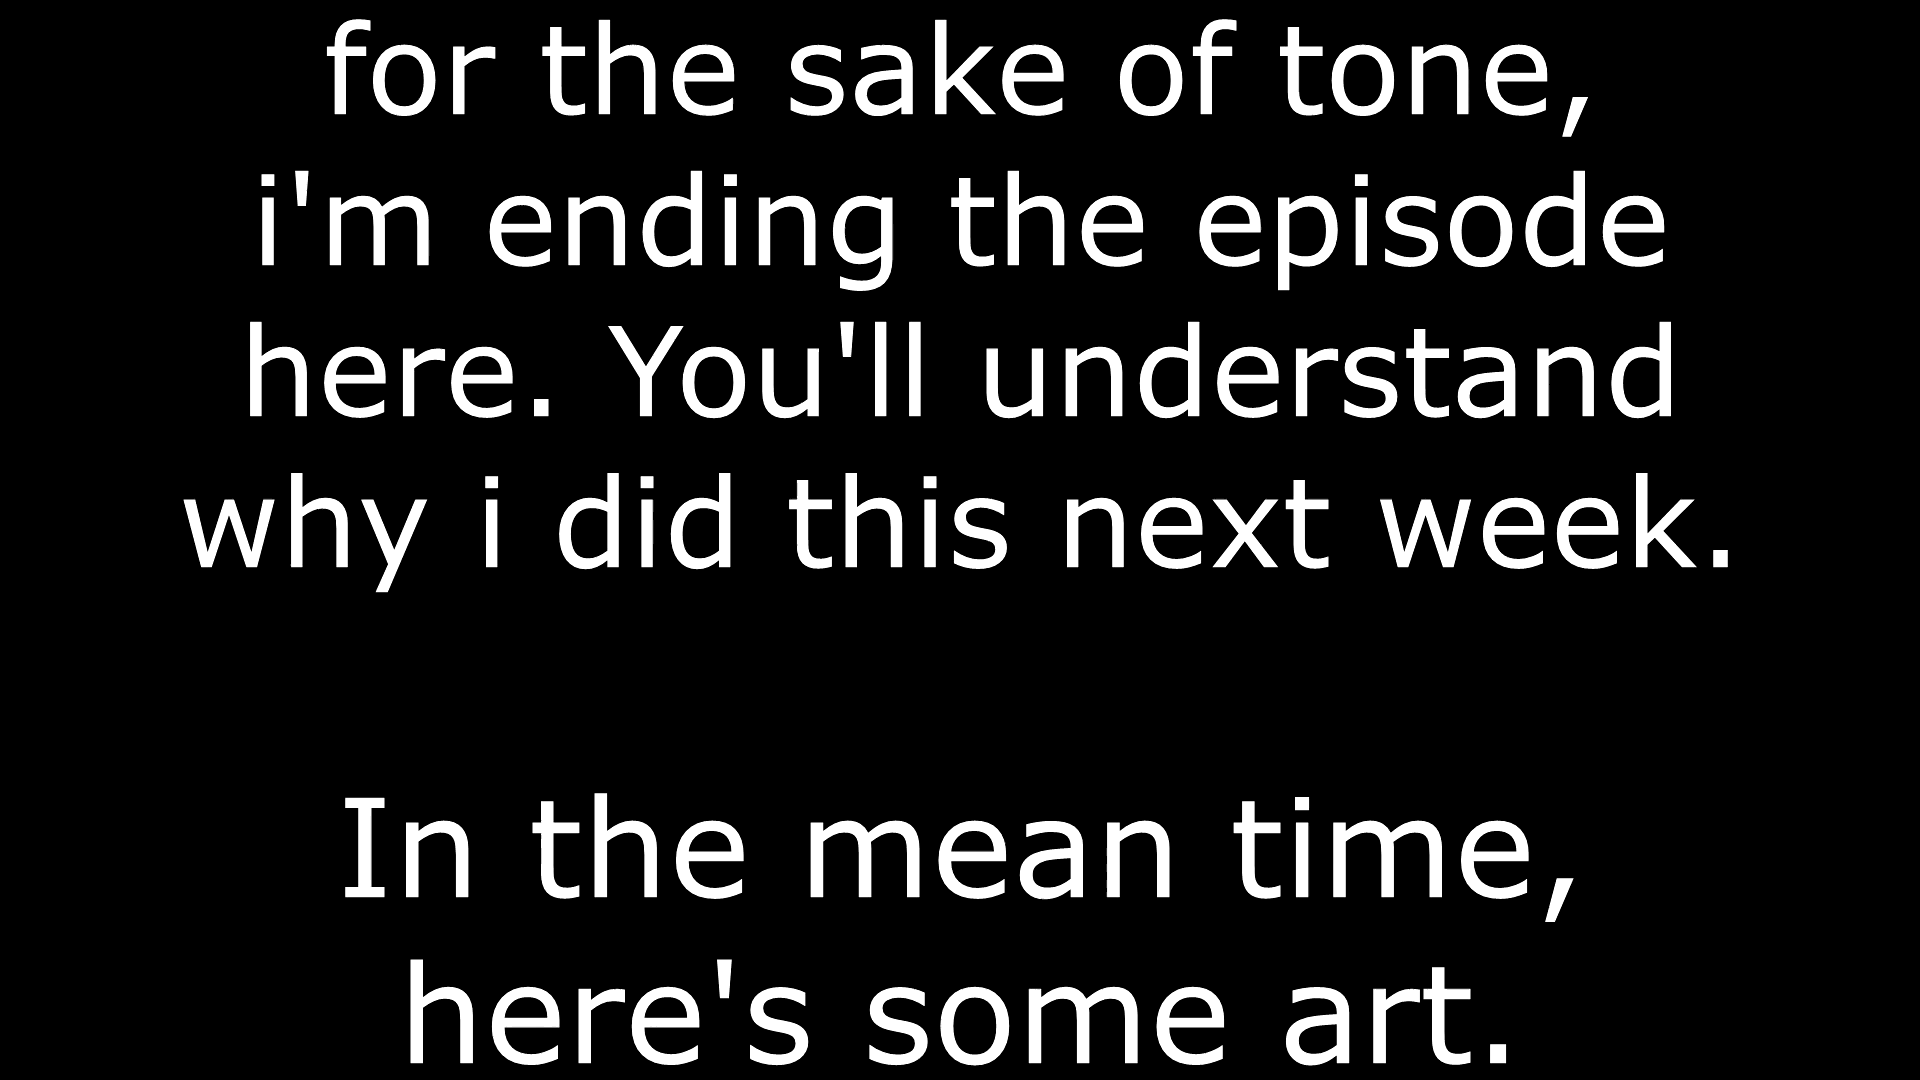 for the sake of tone,
i'm ending the episode
here. You'll understand
why i did this next week.
In the mean time,
here's some art.